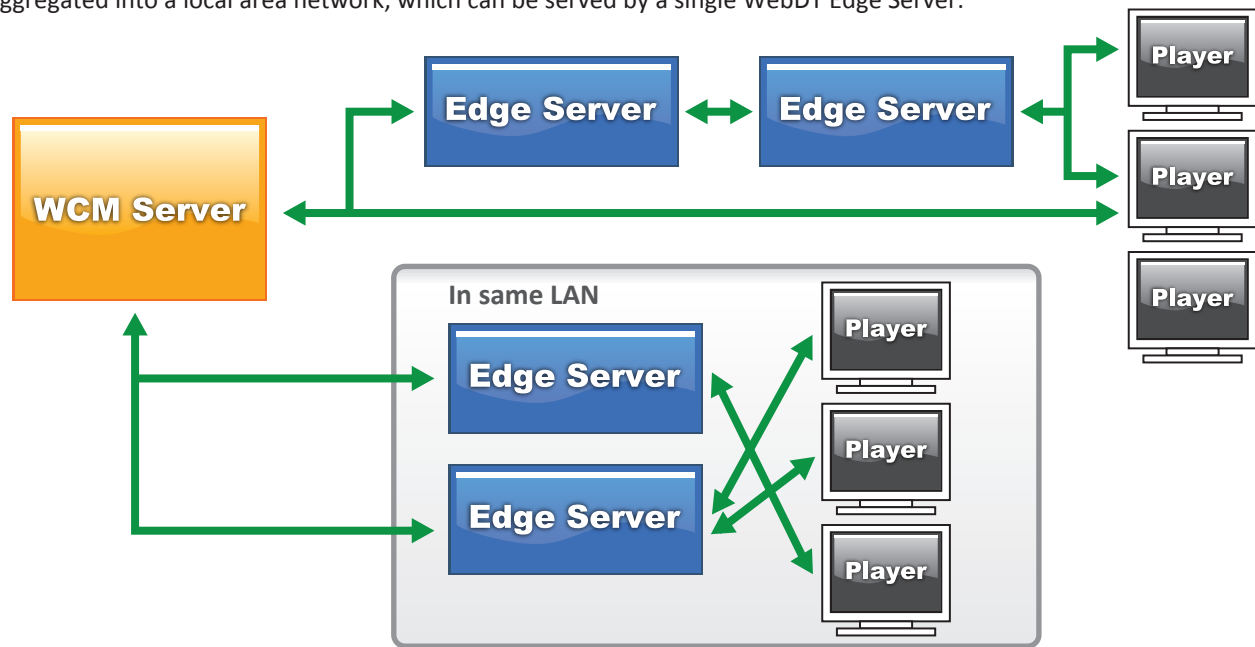 ggregated into a local area network, which can be served by a single WebDT Edge Server.
Player
Edge Server
Edge Server
Player
WCM Server
Player
In same LAN
Player
Edge Server
Player
Edge Server
Player